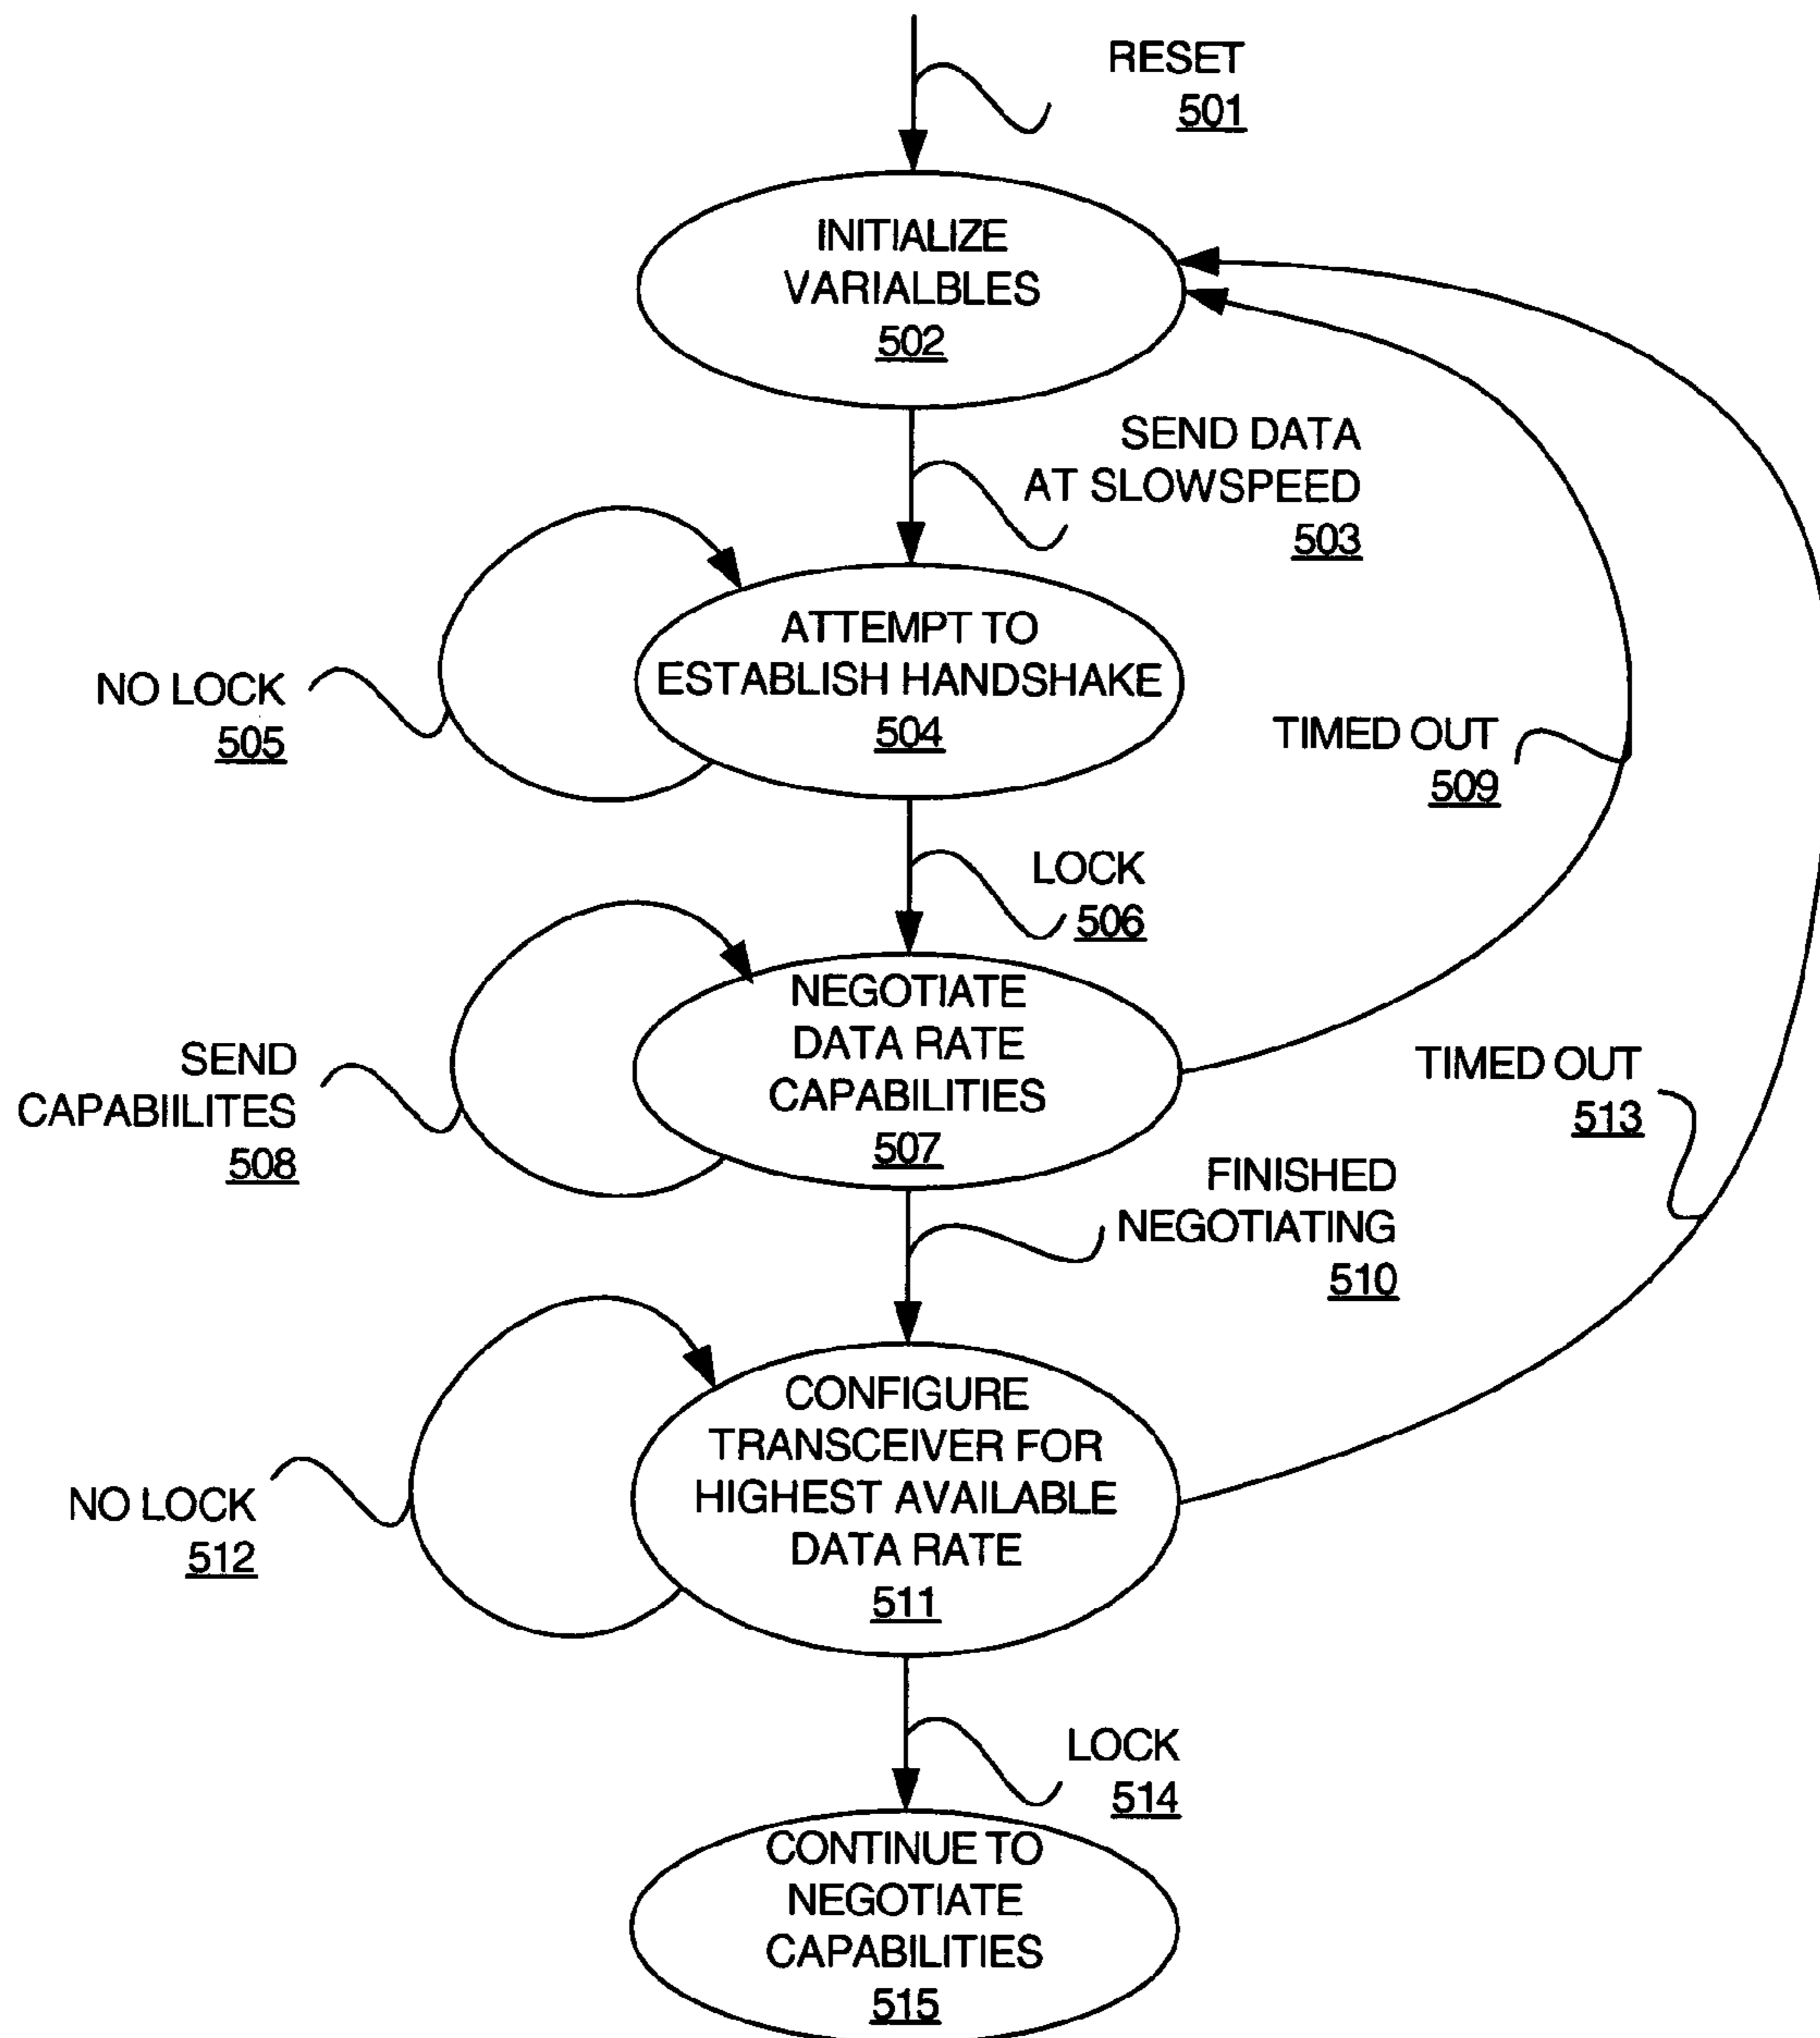 RESET
501
INITIALIZE
VARIALBLES
502
SEND DATA
AT SLOWSPEED
503
ATTEMPT TO
ESTABLISH HANDSHAKE
504
NO LOCK
505
TIMED OUT
509
LOCK
506
NEGOTIATE
DATA RATE
CAPABILITIES
507
SEND
CAPABIILITES
508
TIMED OUT
513
FINISHED
NEGOTIATING
510
CONFIGURE
TRANSCEIVER FOR
HIGHEST AVAILABLE
DATA RATE
511
NO LOCK
512
LOCK
514
CONTINUE TO
NEGOTIATE
CAPABILITIES
515